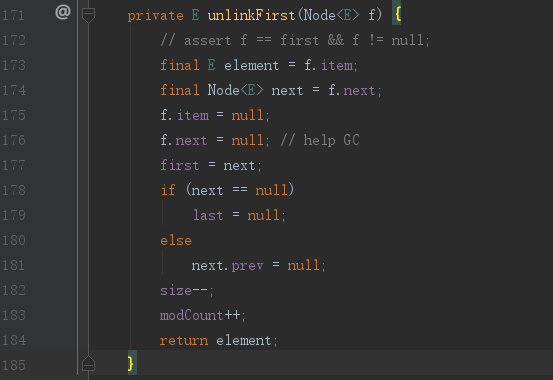 171 @ private E unlinkFirst(Node<E> f) {
172 // assert f == first && f != null;
173 final E element = f.item;
174 final Node<E> next = f.next;
175 f.item = null;
176 f.next = null; // help GC
177 first = next;
178 if (next == null)
179 last = null;
180 else
181 next.prev = null;
182 size--;
183 modCount++;
184 return element;
185 }